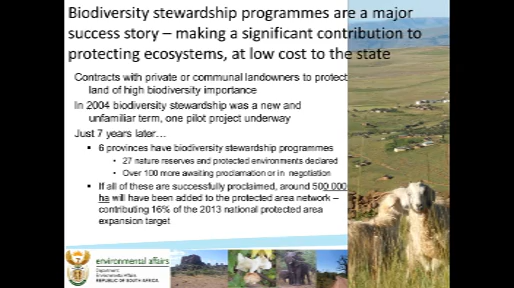 Biodiversity stewardship programmes are a major
success story – making a significant contribution to
protecting ecosystems, at low cost to the state
Contracts with private or communal landowners to protect
land of high biodiversity importance
In 2004 biodiversity stewardship was a new and
unfamiliar term, one pilot project underway
Just 7 years later…
• 6 provinces have biodiversity stewardship programmes
• 27 nature reserves and protected environments declared
• Over 100 more awaiting proclamation or in negotiation
• If all of these are successfully proclaimed, around 500 000
ha will have been added to the protected area network –
contributing 16% of the 2013 national protected area
expansion target
environmental affairs
Department:
Environmental Affairs
REPUBLIC OF SOUTH AFRICA